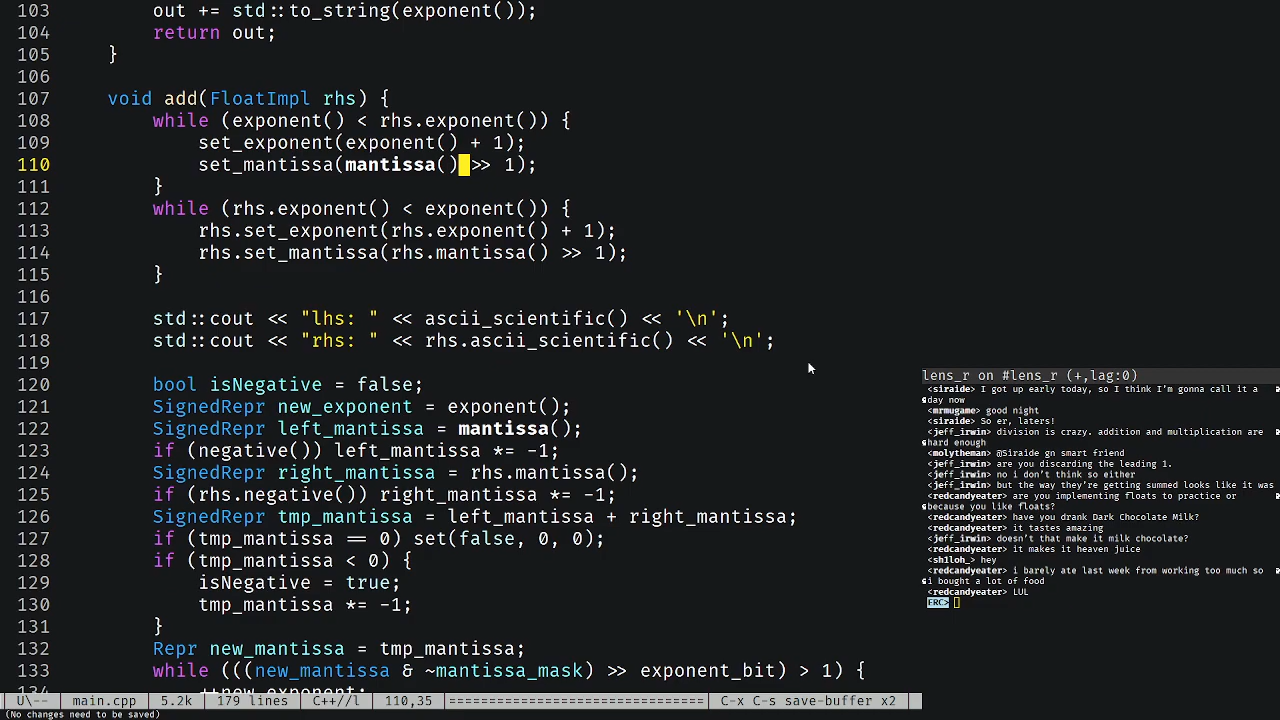 103         out += std::to_string(exponent());
104         return out;
105     }
106
107     void add(FloatImpl rhs) {
108         while (exponent() < rhs.exponent()) {
109             set_exponent(exponent() + 1);
110             set_mantissa(mantissa() >> 1);
111         }
112         while (rhs.exponent() < exponent()) {
113             rhs.set_exponent(rhs.exponent() + 1);
114             rhs.set_mantissa(rhs.mantissa() >> 1);
115         }
116
117         std::cout << "lhs: " << ascii_scientific() << '\n';
118         std::cout << "rhs: " << rhs.ascii_scientific() << '\n';
119
120         bool isNegative = false;
121         SignedRepr new_exponent = exponent();
122         SignedRepr left_mantissa = mantissa();
123         if (negative()) left_mantissa *= -1;
124         SignedRepr right_mantissa = rhs.mantissa();
125         if (rhs.negative()) right_mantissa *= -1;
126         SignedRepr tmp_mantissa = left_mantissa + right_mantissa;
127         if (tmp_mantissa == 0) set(false, 0, 0);
128         if (tmp_mantissa < 0) {
129             isNegative = true;
130             tmp_mantissa *= -1;
131         }
132         Repr new_mantissa = tmp_mantissa;
133         while (((new_mantissa & ~mantissa_mask) >> exponent_bit) > 1) {
134             ++new_exponent;
U\-- main.cpp 5.2k 179 lines C++//l 110,35 ================================ C-x C-s save-buffer x2
(No changes need to be saved)
lens_r on #lens_r (+,lag:0)
<siraide> I got up early today, so I think I'm gonna call it a
day now
<mrmugame> good night
<siraide> So er, laters!
<jeff_irwin> division is crazy. addition and multiplication are
hard enough
<molytheman> @Siraide gn smart friend
<jeff_irwin> are you discarding the leading 1.
<jeff_irwin> no i don't think so either
<jeff_irwin> but the way they're getting summed looks like it was
<redcandyeater> are you implementing floats to practice or
because you like floats?
<redcandyeater> have you drank Dark Chocolate Milk?
<redcandyeater> it tastes amazing
<jeff_irwin> doesn't that make it milk chocolate?
<redcandyeater> it makes it heaven juice
<sh1loh_> hey
<redcandyeater> i barely ate last week from working too much so
i bought a lot of food
<redcandyeater> LUL
ERC>